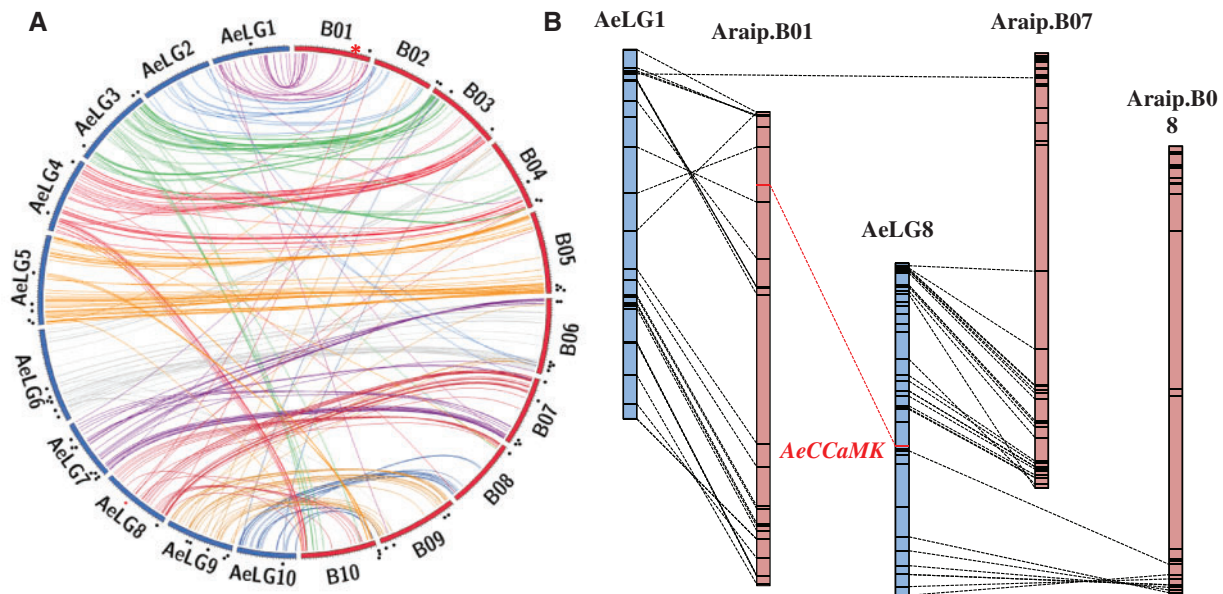 A
AeLG1
B01
*
B02
B03
B04
B05
B06
B07
B08
B09
B10
AeLG10
AeLG9
AeLG8
AeLG7
AeLG6
AeLG5
AeLG4
AeLG3
AeLG2
B
AeLG1
Araip.B01
AeLG8
Araip.B07
Araip.B0
8
AeCCaMK